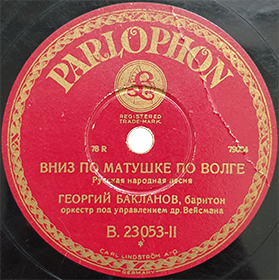 PARLOPHON
REGISTERED
TRADE-MARK.
78 R
ВНИЗ ПО МАТУШКЕ ПО ВОЛГЕ
Русская народная песня
ГЕОРГИЙ БАКЛАНОВ, баритон
оркестр под управлением др. Вейсмана
B. 23053-II
CARL LINDSTRÖM A-G.
GERMANY